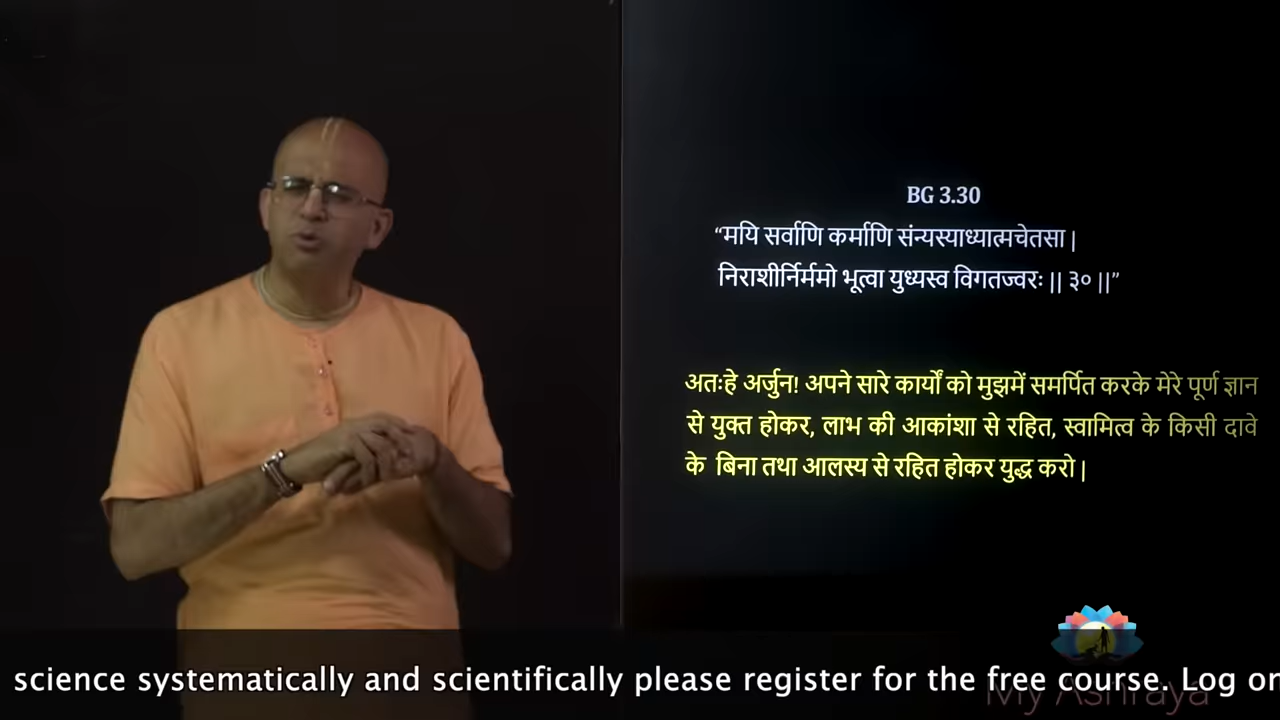 BG 3.30
“मयि सर्वाणि कर्माणि संन्यस्याध्यात्मचेतसा |
निराशीर्निर्ममो भूत्वा युध्यस्व विगतज्वरः || ३० ||”
अतःहे अर्जुन! अपने सारे कार्यों को मुझमें समर्पित करके मेरे पूर्ण ज्ञान
से युक्त होकर, लाभ की आकांशा से रहित, स्वामित्व के किसी दावे
के बिना तथा आलस्य से रहित होकर युद्ध करो |
science systematically and scientifically please register for the free course. Log on
My Ashraya